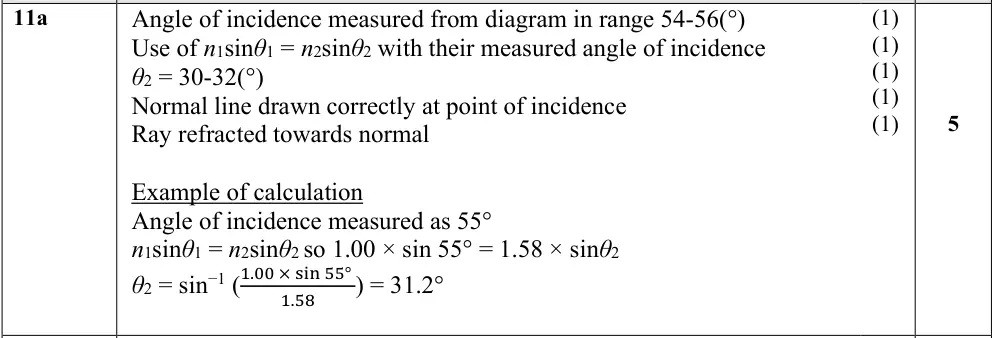 11a
Angle of incidence measured from diagram in range 54-56(°) (1)
Use of n₁sinθ₁ = n₂sinθ₂ with their measured angle of incidence (1)
θ₂ = 30-32(°) (1)
Normal line drawn correctly at point of incidence (1)
Ray refracted towards normal (1) 5
Example of calculation
Angle of incidence measured as 55°
n₁sinθ₁ = n₂sinθ₂ so 1.00 × sin 55° = 1.58 × sinθ₂
θ₂ = sin⁻¹ (1.00 × sin 55° / 1.58) = 31.2°